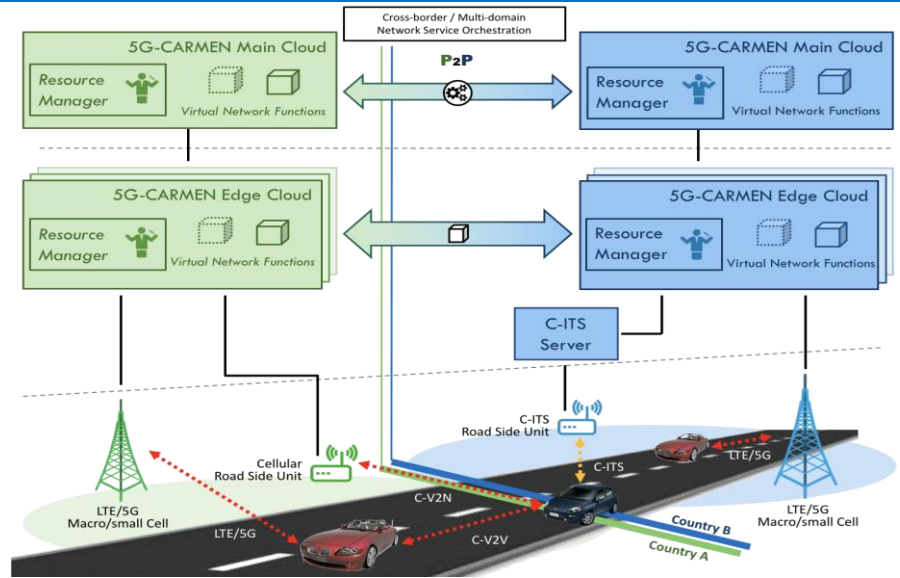 Cross-border / Multi-domain
Network Service Orchestration
5G-CARMEN Main Cloud
Resource
Manager
Virtual Network Functions
P2P
5G-CARMEN Main Cloud
Resource
Manager
Virtual Network Functions
5G-CARMEN Edge Cloud
Resource
Manager
Virtual Network Functions
5G-CARMEN Edge Cloud
Resource
Manager
Virtual Network Functions
C-ITS
Server
C-ITS
Road Side Unit
Cellular
Road Side Unit
C-ITS
LTE/5G
C-V2N
LTE/5G
Macro/small Cell
LTE/5G
C-V2V
LTE/5G
Macro/small Cell
Country B
Country A